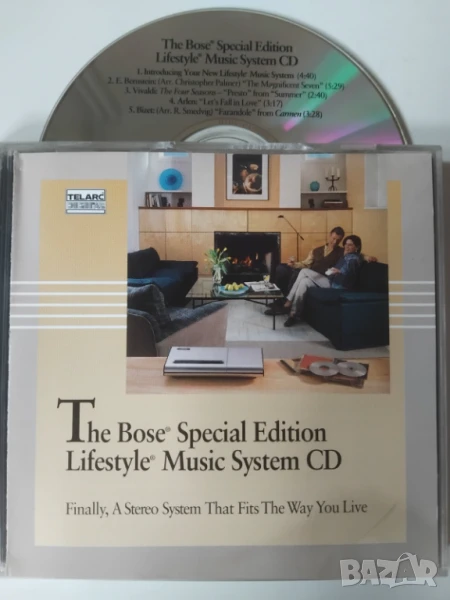 The Bose® Special Edition
Lifestyle® Music System CD
1. Introducing Your New Lifestyle® Music System (4:40)
2. E. Bernstein: (Arr. Christopher Palmer) "The Magnificent Seven" (5:29)
3. Vivaldi: The Four Seasons – "Presto" from "Summer" (2:40)
4. Arlen: "Let's Fall in Love" (3:17)
5. Bizet: (Arr. R. Smedvig) "Farandole" from Carmen (3:28)
TELARC
The Bose® Special Edition
Lifestyle® Music System CD
Finally, A Stereo System That Fits The Way You Live
BAZAR